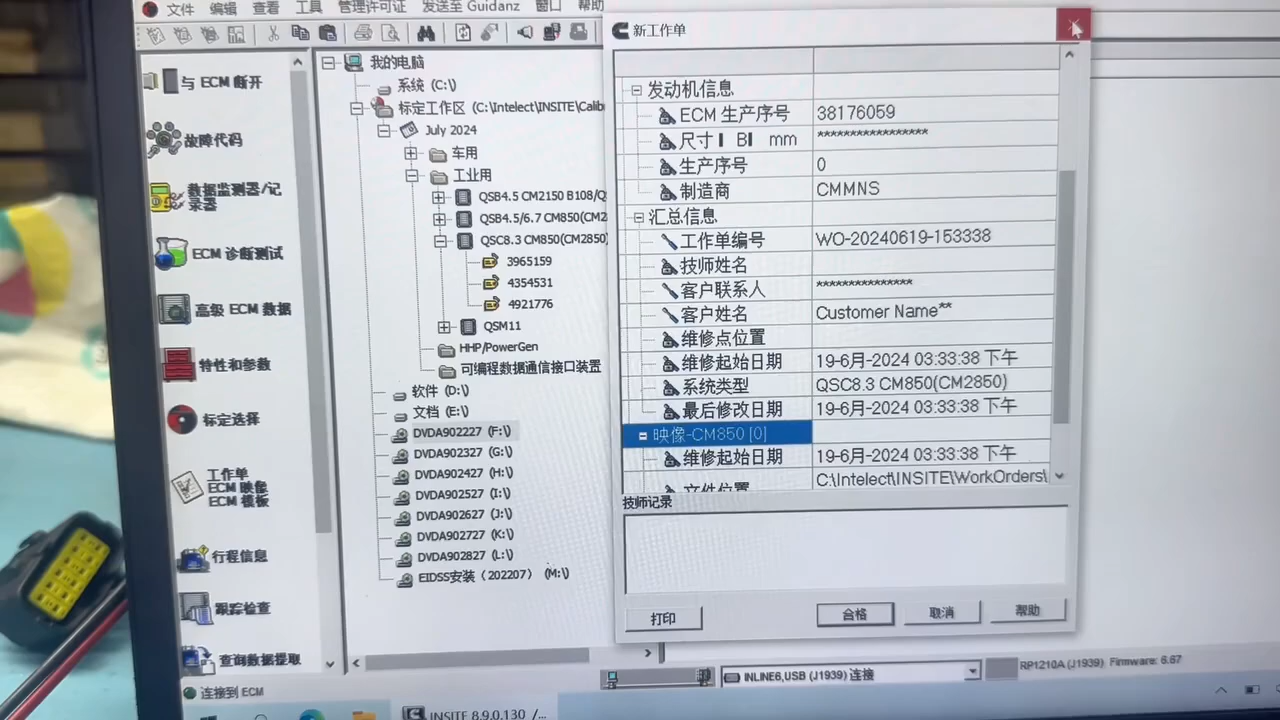 文件 编辑 查看 工具 管理许可证 发送至 Guidanz 窗口 帮助
与 ECM 断开
故障代码
数据监测器/记
录器
ECM 诊断测试
高级 ECM 数据
特性和参数
标定选择
工作单
ECM 映像
ECM 模板
行程信息
跟踪检查
查询数据提取
连接到 ECM
我的电脑
系统 (C:\)
标定工作区 (C:\Intelect\INSITE\Calib
July 2024
车用
工业用
QSB4.5 CM2150 B108/Q
QSB4.5/6.7 CM850(CM2
QSC8.3 CM850(CM2850)
3965159
4354531
4921776
QSM11
HHP/PowerGen
可编程数据通信接口装置
软件 (D:\)
文档 (E:\)
DVDA902227 (F:\)
DVDA902327 (G:\)
DVDA902427 (H:\)
DVDA902527 (I:\)
DVDA902627 (J:\)
DVDA902727 (K:\)
DVDA902827 (L:\)
EIDSS安装（202207） (M:\)
新工作单
发动机信息
ECM 生产序号 38176059
尺寸 B mm *****************
生产序号 0
制造商 CMMNS
汇总信息
工作单编号 WO-20240619-153338
技师姓名
客户联系人 ***************
客户姓名 Customer Name**
维修点位置
维修起始日期 19-6月-2024 03:33:38 下午
系统类型 QSC8.3 CM850(CM2850)
最后修改日期 19-6月-2024 03:33:38 下午
映像-CM850 [0]
维修起始日期 19-6月-2024 03:33:38 下午
文件位置 C:\Intelect\INSITE\WorkOrders\
技师记录
打印 合格 取消 帮助
INLINE6,USB (J1939) 连接
RP1210A (J1939) Firmware: 6.67
INSITE 8.9.0.130 /...